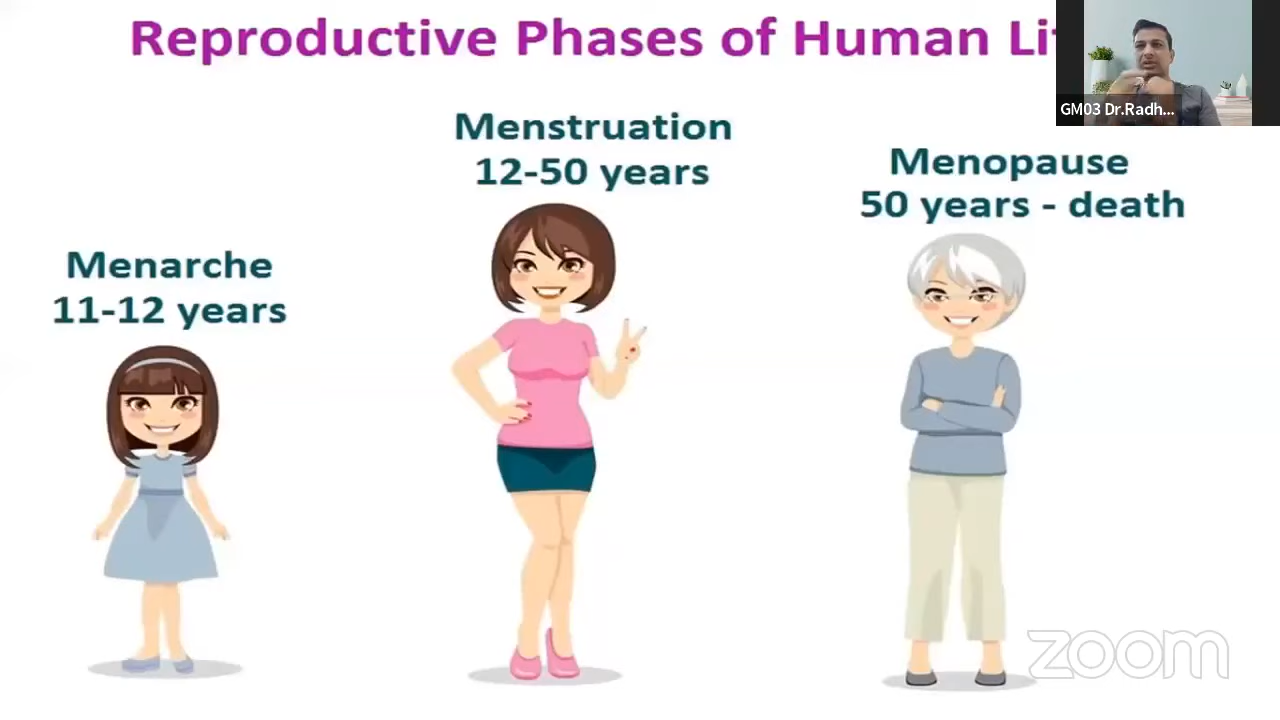 Reproductive Phases of Human
GM03 Dr.Radh...
Menstruation
12-50 years
Menopause
50 years - death
Menarche
11-12 years
zoom